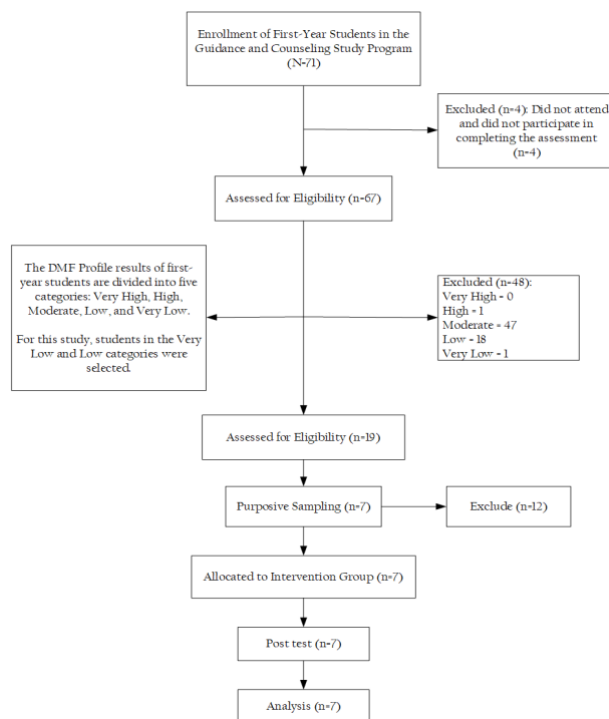 Enrollment of First-Year Students in the
Guidance and Counseling Study Program
(N=71)
Excluded (n=4): Did not attend
and did not participate in
completing the assessment
(n=4)
Assessed for Eligibility (n=67)
The DMF Profile results of first-
year students are divided into five
categories: Very High, High,
Moderate, Low, and Very Low.
For this study, students in the Very
Low and Low categories were
selected.
Excluded (n=48):
Very High = 0
High = 1
Moderate = 47
Low = 18
Very Low = 1
Assessed for Eligibility (n=19)
Purposive Sampling (n=7)
Exclude (n=12)
Allocated to Intervention Group (n=7)
Post test (n=7)
Analysis (n=7)